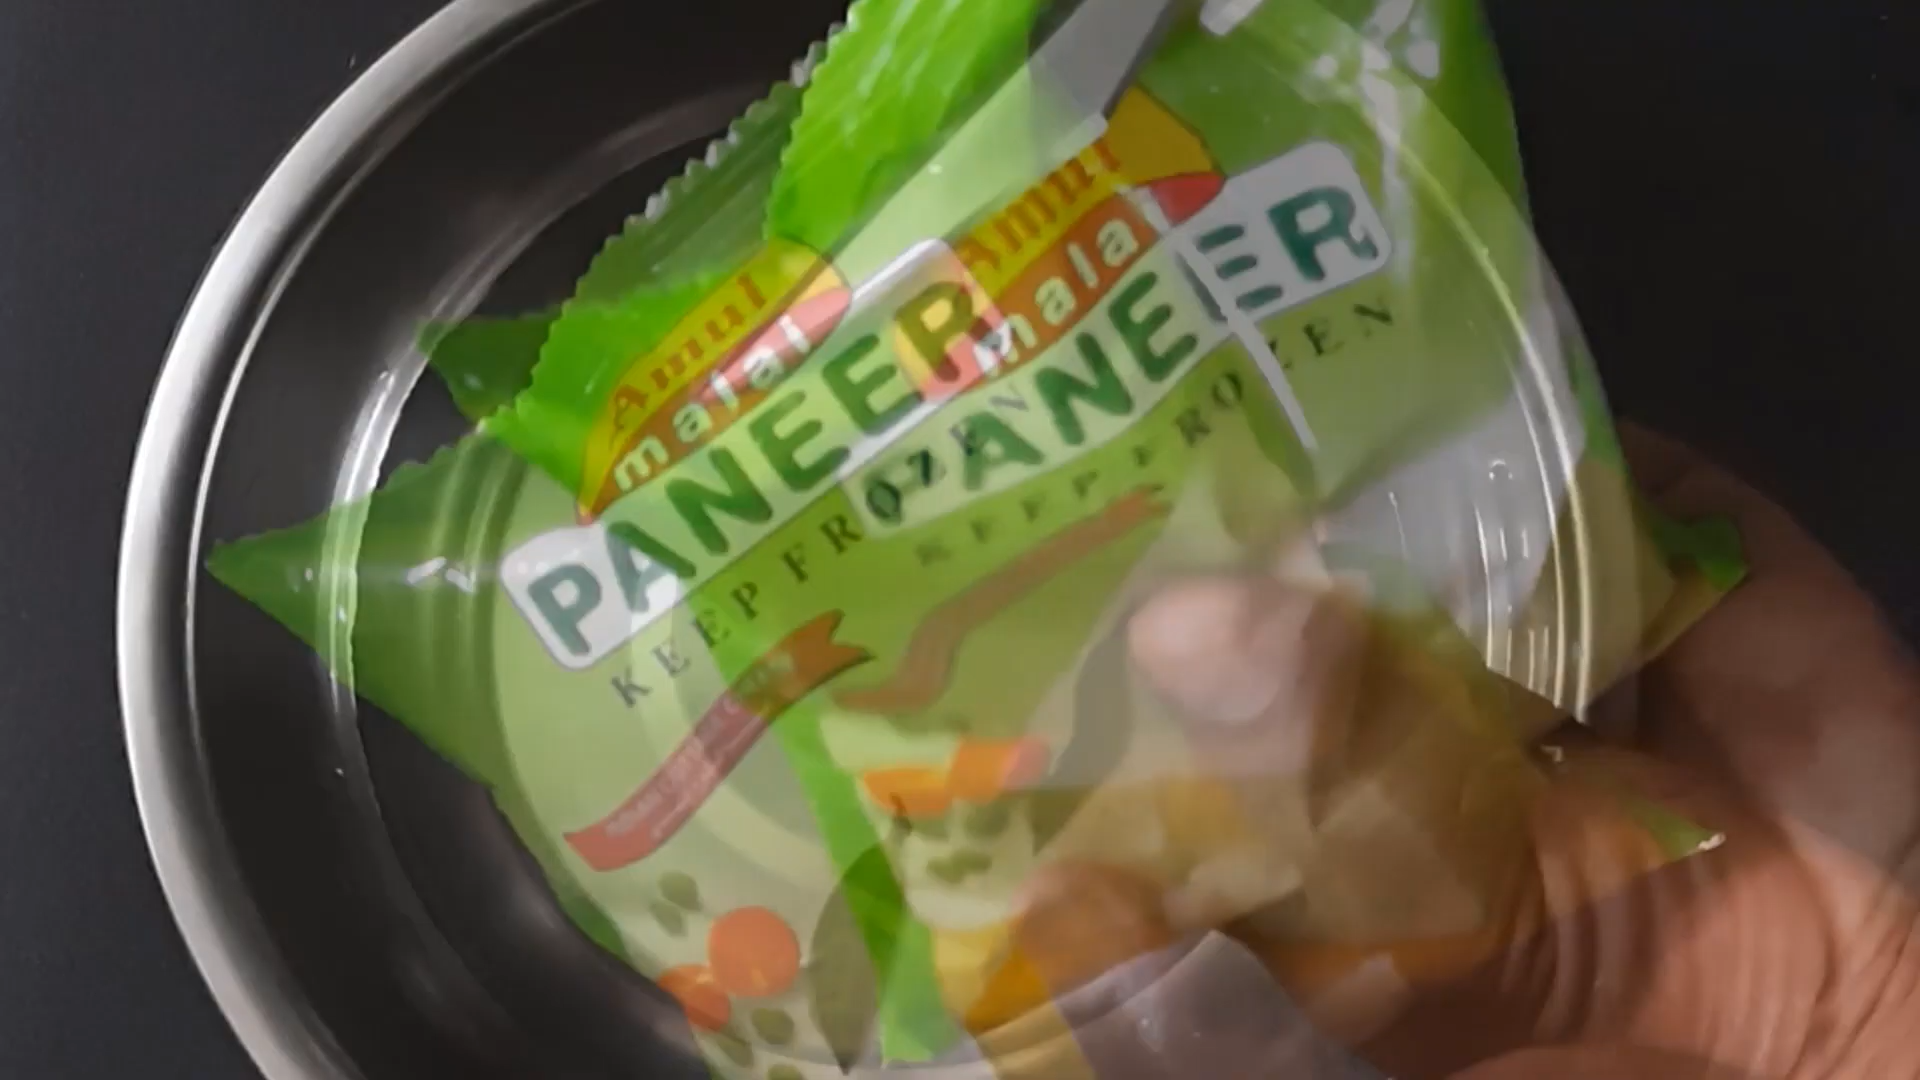 Amul
malai
PANEER
KEEP FROZEN
Amul
malai
PANEER
KEEP FROZEN